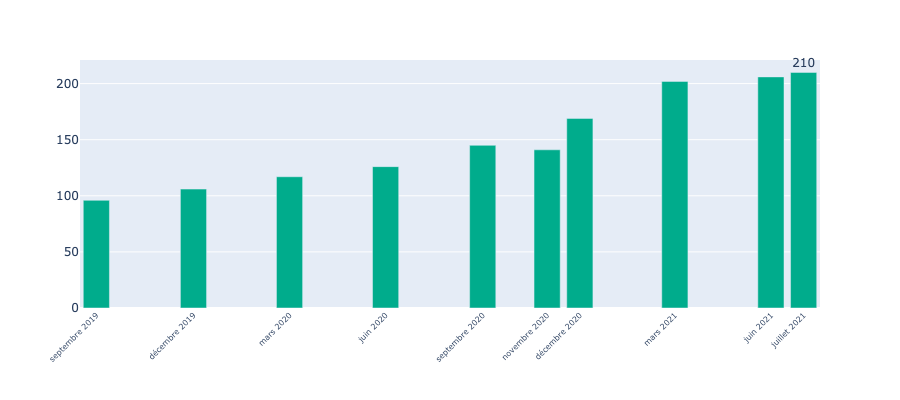 210
200
150
100
50
0
septembre 2019
décembre 2019
mars 2020
juin 2020
septembre 2020
novembre 2020
décembre 2020
mars 2021
juin 2021
juillet 2021